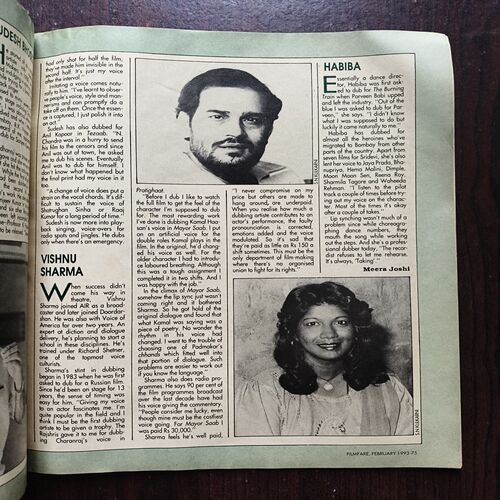 UDESH BH
had only shot for half the film,
they've made him invisible in the
second half. It's just my voice
after the interval."
Imitating a voice comes natu-
rally to him. "I've learnt to obser-
ve people's voice, style and man-
nerisms and can promptly do a
take off on them. Once the essen-
ce is captured, I just polish it into
an act."
Sudesh has also dubbed for
Anil Kapoor in Tezaab. "N.
Chandra was in a hurry to send
his film to the censors and since
Anil was out of town, he asked
me to dub his scenes. Eventually
Anil was to dub for himself. I
don't know what happened but
the final print had my voice in it
too.
A change of voice does put a
strain on the vocal chords. It's dif-
ficult to sustain the voice of
Shatrughan Sinha or Raaj
Kumar for a long period of time."
Sudesh is now more into play-
back singing, voice-overs for
radio spots and jingles. He dubs
only when there's an emergency.
VISHNU
SHARMA
When success didn't
come his way in
theatre, Vishnu
Sharma joined AIR as a broad-
caster and later joined Doordar-
shan. He was also with Voice of
America for over two years. An
expert at diction and dialogue
delivery, he's planning to start a
school in these disciplines. He's
trained under Richard Shetner,
one of the topmost voice
culturists.
Sharma's stint in dubbing
began in 1983 when he was first
asked to dub for a Russian film.
Since he'd been on stage for 13
years, the sense of timing was
easy for him. "Giving my voice
to an actor fascinates me. I'm
quite popular in the field and I
think I must be the first dubbing
artiste to be given a trophy. The
Rajshris gave it to me for dubb-
ing Charanraj's voice in
Pratighaat.
"Before I dub I like to watch
the full film to get the feel of the
character I'm supposed to dub
for. The most rewarding work
I've done is dubbing Kamal Haa-
san's voice in Mayor Saab. I put
on an official voice for the
double roles Kamal plays in the
film. In the original, he'd chang-
ed his voice as well. For the
older character I had to introdu-
ce laboured breathing. Although
this was a tough assignment I
completed it in two shifts. And I
was happy with the job."
In the climax of Mayor Saab,
somehow the lip sync just wasn't
coming right and it bothered
Sharma. So he got hold of the
original dialogue and found that
what Kamal was saying was a
piece of poetry. No wonder the
rhythm in his voice had
changed. I went to the trouble of
choosing one of Padmakar's
chhands which fitted well into
that portion of dialogue. Such
problems are easier to work out
if you know the language."
Sharma also does radio progr-
ammes. He says 90 per cent of
the film programmes broadcast
over the last decade have had
his voice giving the commentary.
"People consider me lucky, even
though mine must be the costliest
voice going. For Mayor Saab I
was paid Rs 30,000."
Sharma feels he's well paid,
"I never compromise on my
price but others are made to
hang around, are underpaid.
When you realise how much a
dubbing artiste contributes to an
actor's performance, the faulty
pronounciation is corrected,
emotions added and the voice
modulated. So it's sad that
they're paid as little as Rs 150 a
shift sometimes. This must be the
only department of film-making
where there's no organised
union to fight for its rights."
HABIBA
Essentially a dance direc-
tor, Habiba was first ask-
ed to dub for The Burning
Train when Parveen Babi upped
and left the industry. "Out of the
blue I was asked to dub for Par-
veen," she says. "I didn't know
what I was supposed to do but
luckily it came naturally to me."
Habiba has dubbed for
almost all the heroines who've
migrated to Bombay from other
parts of the country. Apart from
seven films for Sridevi, she's also
lent her voice to Jaya Prada, Bha-
nupriya, Hema Malini, Dimple,
Moon Moon Sen, Reena Roy,
Sharmila Tagore and Waheeda
Rehman. "I listen to the pilot
track a couple of times before try-
ing out my voice on the charac-
ter. Most of the times it's okay
after a couple of takes."
Lip synching wasn't much of a
problem since while choreogra-
phing dance numbers, they
mouth the song while working
out the steps. And she's a profes-
sional dubber today. "The recor-
dist refuses to let me rehearse.
It's always, 'Taking'..."
Meera Joshi
FILMFARE, FEBRUARY 1993 75